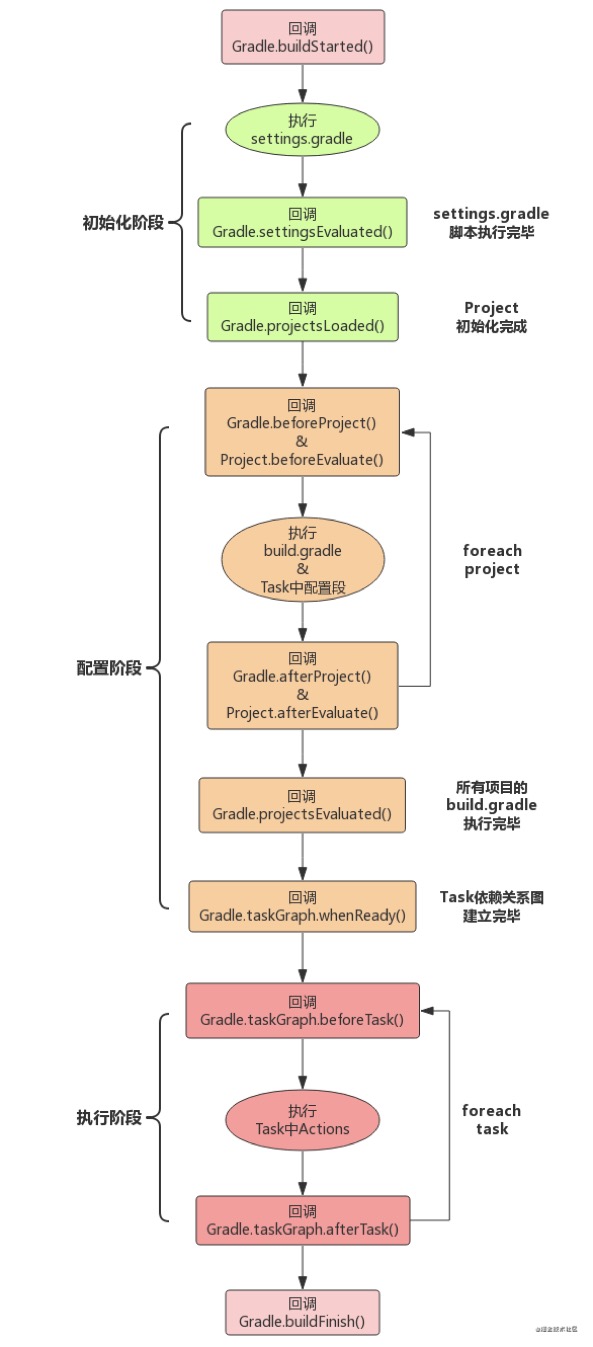 回调
Gradle.buildStarted()
执行
settings.gradle
初始化阶段
回调
Gradle.settingsEvaluated()
settings.gradle
脚本执行完毕
回调
Gradle.projectsLoaded()
Project
初始化完成
回调
Gradle.beforeProject()
&
Project.beforeEvaluate()
执行
build.gradle
&
Task中配置段
foreach
project
配置阶段
回调
Gradle.afterProject()
&
Project.afterEvaluate()
回调
Gradle.projectsEvaluated()
所有项目的
build.gradle
执行完毕
回调
Gradle.taskGraph.whenReady()
Task依赖关系图
建立完毕
回调
Gradle.taskGraph.beforeTask()
执行阶段
执行
Task中Actions
foreach
task
回调
Gradle.taskGraph.afterTask()
回调
Gradle.buildFinish()
@掘金技术社区